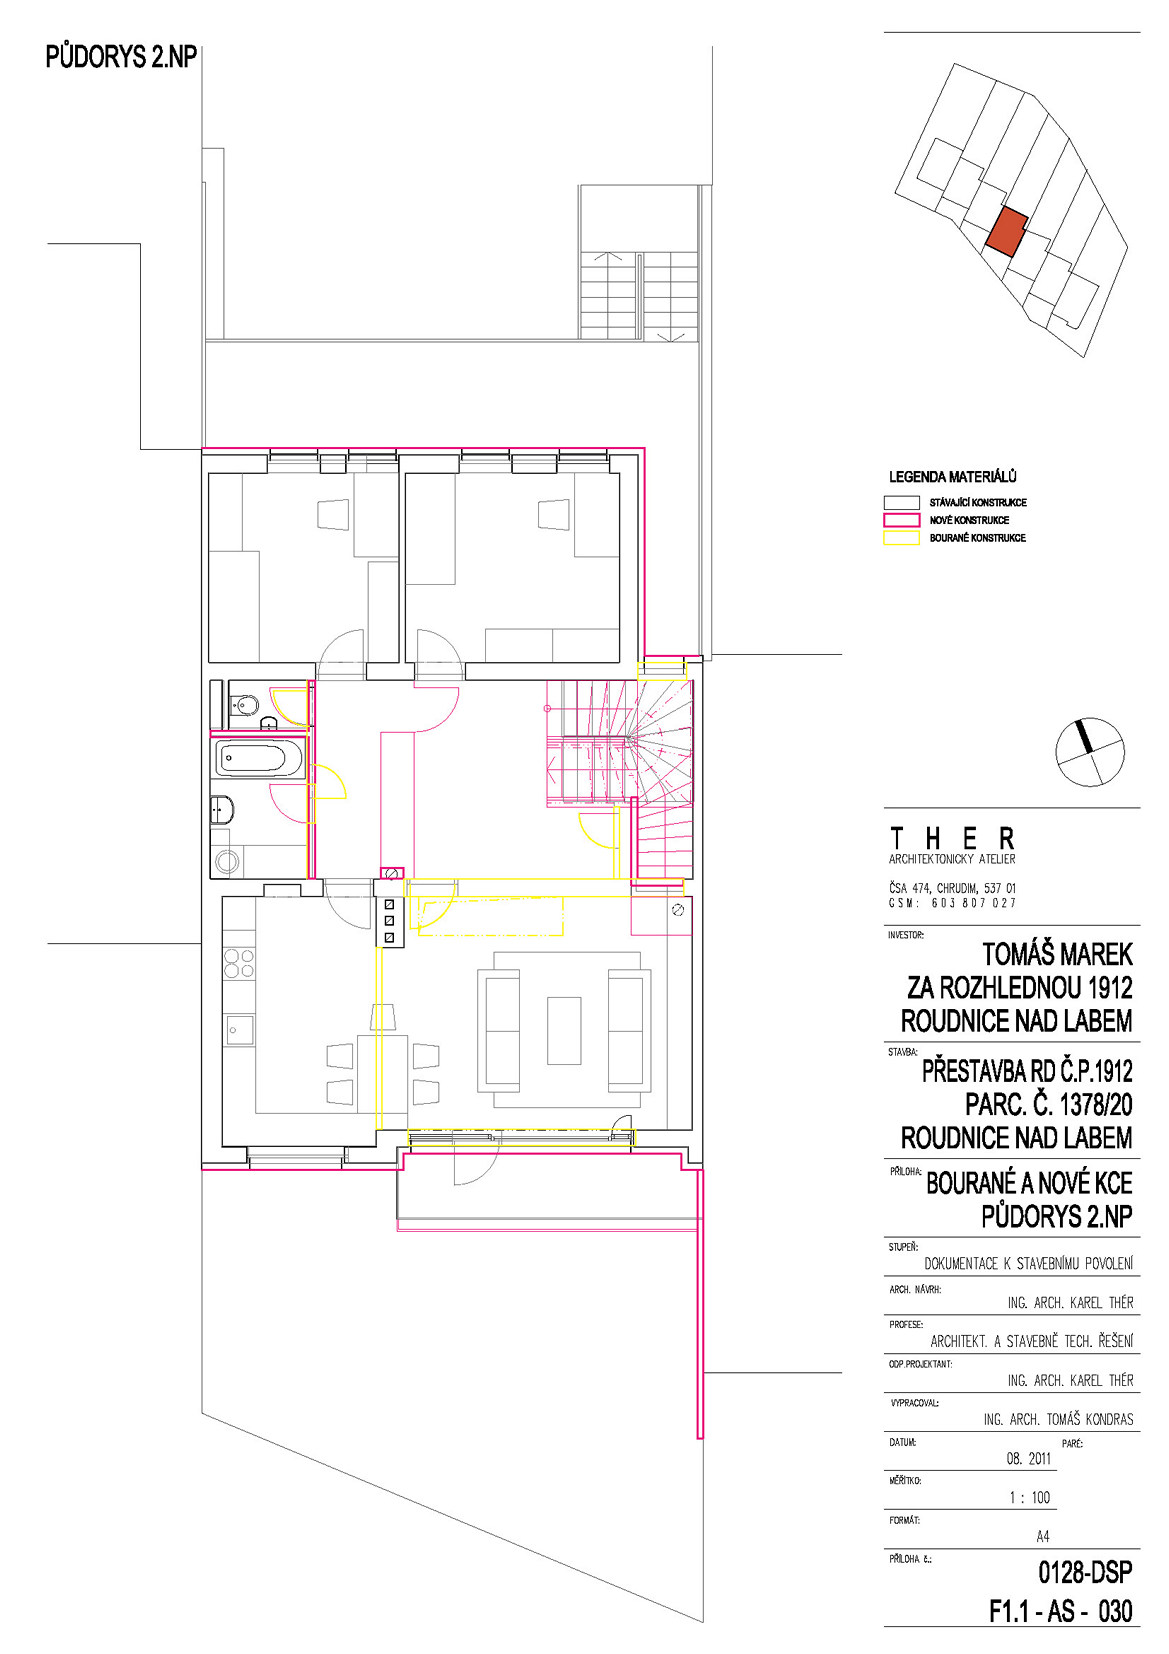 PŮDORYS 2.NP
LEGENDA MATERIÁLŮ
STÁVAJÍCÍ KONSTRUKCE
NOVÉ KONSTRUKCE
BOURANÉ KONSTRUKCE
THER
ARCHITEKTONICKÝ ATELIER
ČSA 474, CHRUDIM, 537 01
GSM: 603 807 027
INVESTOR:
TOMÁŠ MAREK
ZA ROZHLEDNOU 1912
ROUDNICE NAD LABEM
STAVBA:
PŘESTAVBA RD Č.P.1912
PARC. Č. 1378/20
ROUDNICE NAD LABEM
PŘÍLOHA:
BOURANÉ A NOVÉ KCE
PŮDORYS 2.NP
STUPEŇ:
DOKUMENTACE K STAVEBNÍMU POVOLENÍ
ARCH. NÁVRH:
ING. ARCH. KAREL THÉR
PROFESE:
ARCHITEKT. A STAVEBNĚ TECH. ŘEŠENÍ
ODP.PROJEKTANT:
ING. ARCH. KAREL THÉR
VYPRACOVAL:
ING. ARCH. TOMÁŠ KONDRAS
DATUM: PARÉ:
08. 2011
MĚŘÍTKO:
1 : 100
FORMÁT:
A4
PŘÍLOHA č.:
0128-DSP
F1.1 - AS - 030